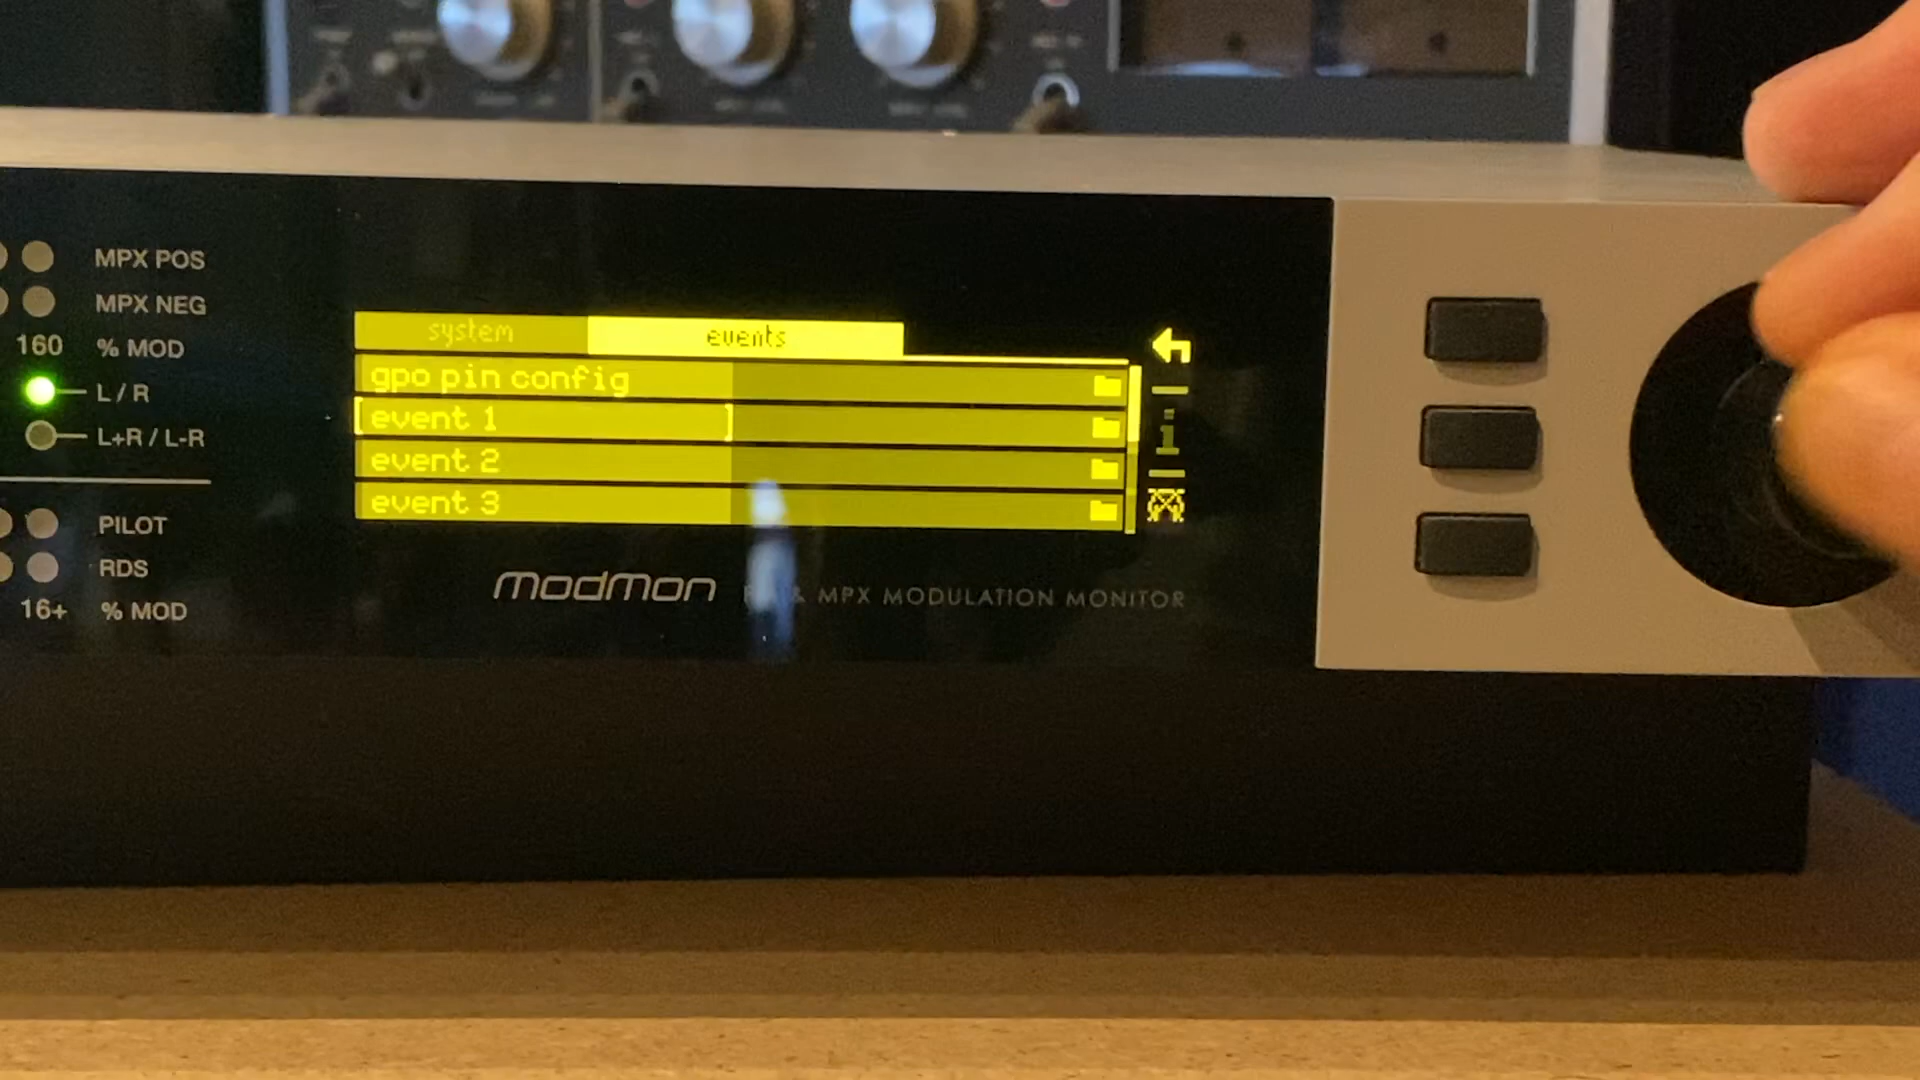 MPX POS
MPX NEG
160 % MOD
L / R
L+R / L-R
PILOT
RDS
16+ % MOD
system events
gpo pin config
[event 1]
event 2
event 3
i
modmon
& MPX MODULATION MONITOR